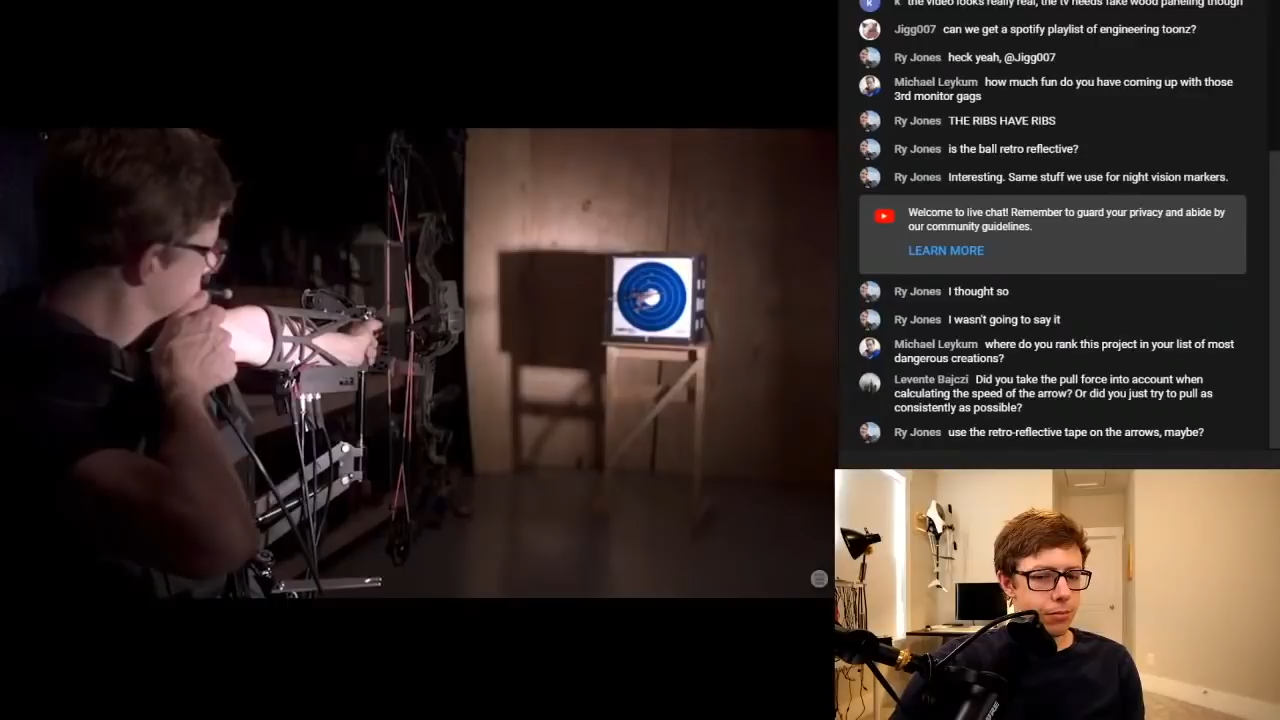 K the video looks really real, the tv needs fake wood paneling though
Jigg007 can we get a spotify playlist of engineering toonz?
Ry Jones heck yeah, @Jigg007
Michael Leykum how much fun do you have coming up with those
3rd monitor gags
Ry Jones THE RIBS HAVE RIBS
Ry Jones is the ball retro reflective?
Ry Jones Interesting. Same stuff we use for night vision markers.
Welcome to live chat! Remember to guard your privacy and abide by
our community guidelines.
LEARN MORE
Ry Jones I thought so
Ry Jones I wasn't going to say it
Michael Leykum where do you rank this project in your list of most
dangerous creations?
Levente Bajczi Did you take the pull force into account when
calculating the speed of the arrow? Or did you just try to pull as
consistently as possible?
Ry Jones use the retro-reflective tape on the arrows, maybe?